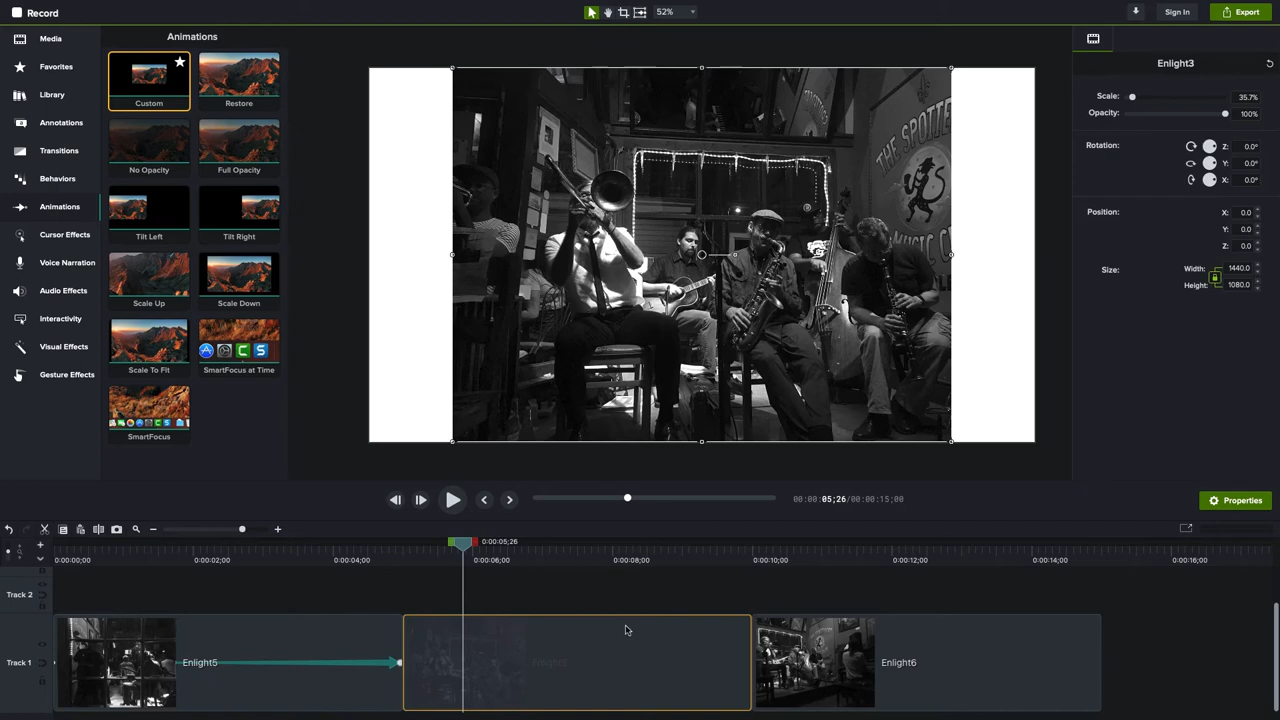 Record
52%
Sign In
Export
Media
Favorites
Library
Annotations
Transitions
Behaviors
Animations
Cursor Effects
Voice Narration
Audio Effects
Interactivity
Visual Effects
Gesture Effects
Animations
Custom
Restore
No Opacity
Full Opacity
Tilt Left
Tilt Right
Scale Up
Scale Down
Scale To Fit
SmartFocus at Time
SmartFocus
THE SPOTTE
MUSIC CL
Enlight3
Scale: 35.7%
Opacity: 100%
Rotation: Z: 0.0°
Y: 0.0°
X: 0.0°
Position: X: 0.0
Y: 0.0
Z: 0.0
Size: Width: 1440.0
Height: 1080.0
00:00:05;26/00:00:15;00
Properties
0:00:05;26
0:00:00;00
0:00:02;00
0:00:04;00
0:00:06;00
0:00:08;00
0:00:10;00
0:00:12;00
0:00:14;00
0:00:16;00
Track 2
Track 1
Enlight5
Enlight6